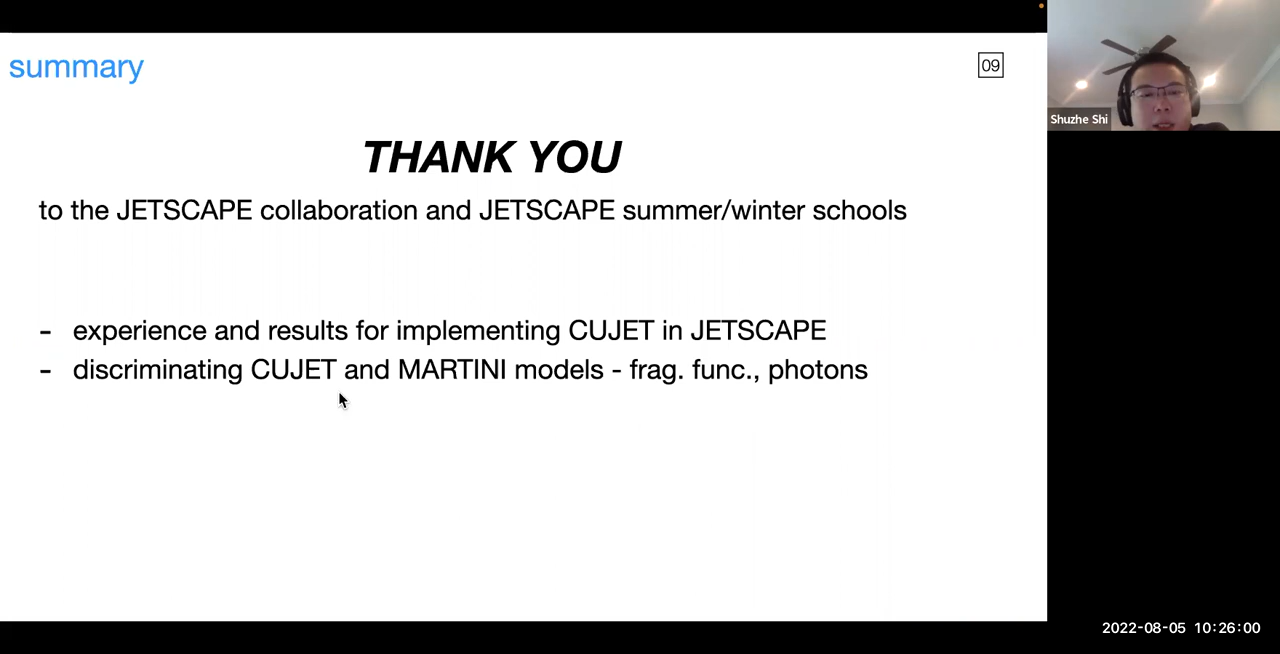 summary
09
Shuzhe Shi
THANK YOU
to the JETSCAPE collaboration and JETSCAPE summer/winter schools
- experience and results for implementing CUJET in JETSCAPE
- discriminating CUJET and MARTINI models - frag. func., photons
2022-08-05 10:26:00